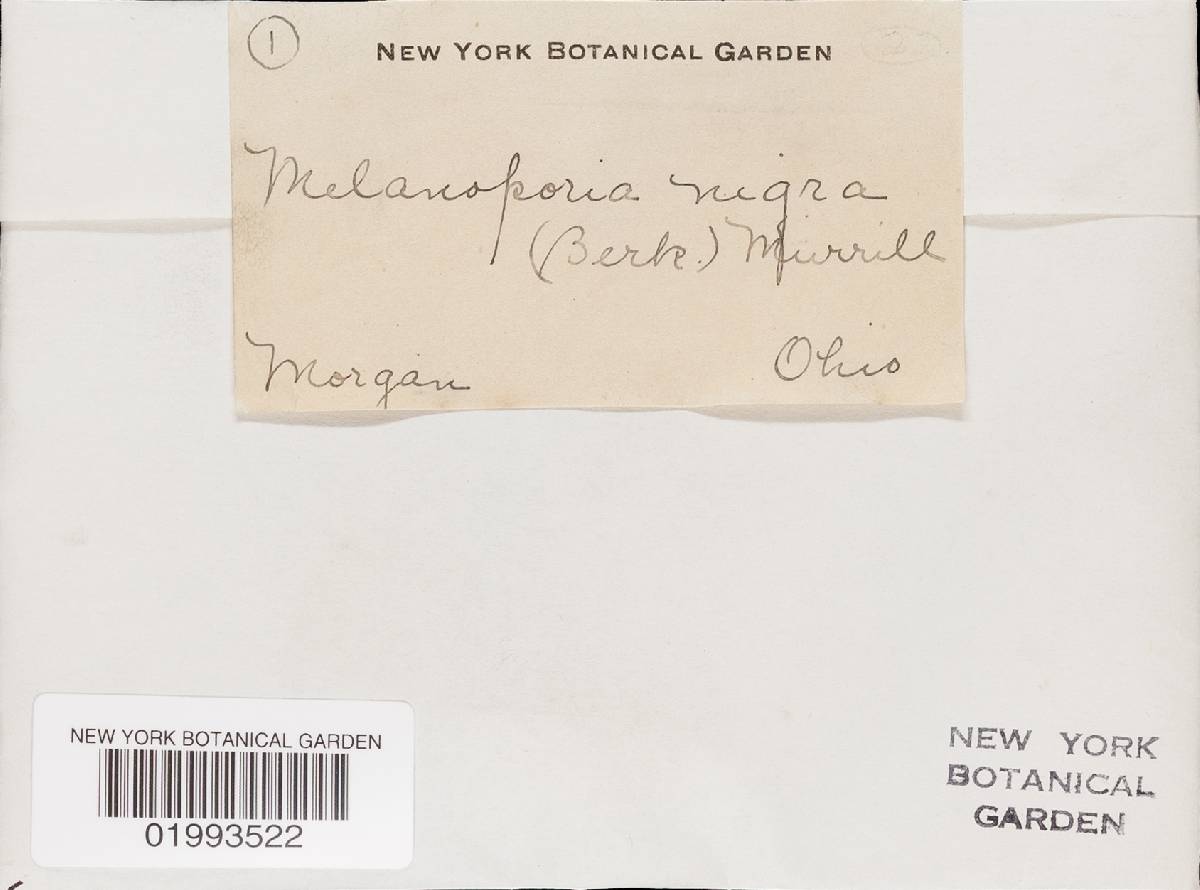 1
NEW YORK BOTANICAL GARDEN
Melanoporia nigra
(Berk.) Murrill
Morgan Ohio
NEW YORK BOTANICAL GARDEN
01993522
NEW YORK
BOTANICAL
GARDEN